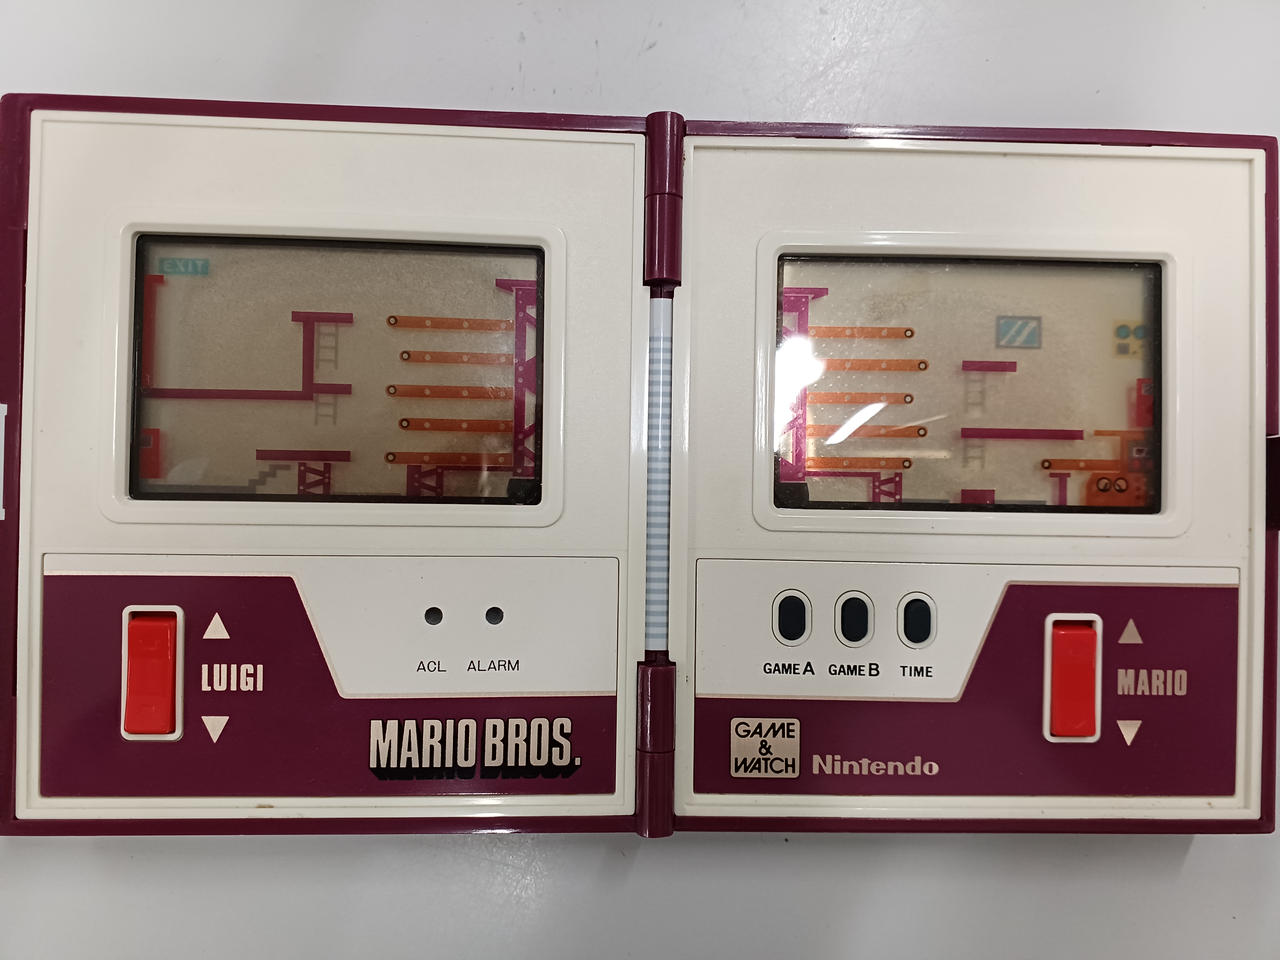 EXIT
LUIGI
ACL ALARM
MARIO BROS.
GAME A GAME B TIME
MARIO
GAME
&
WATCH
Nintendo